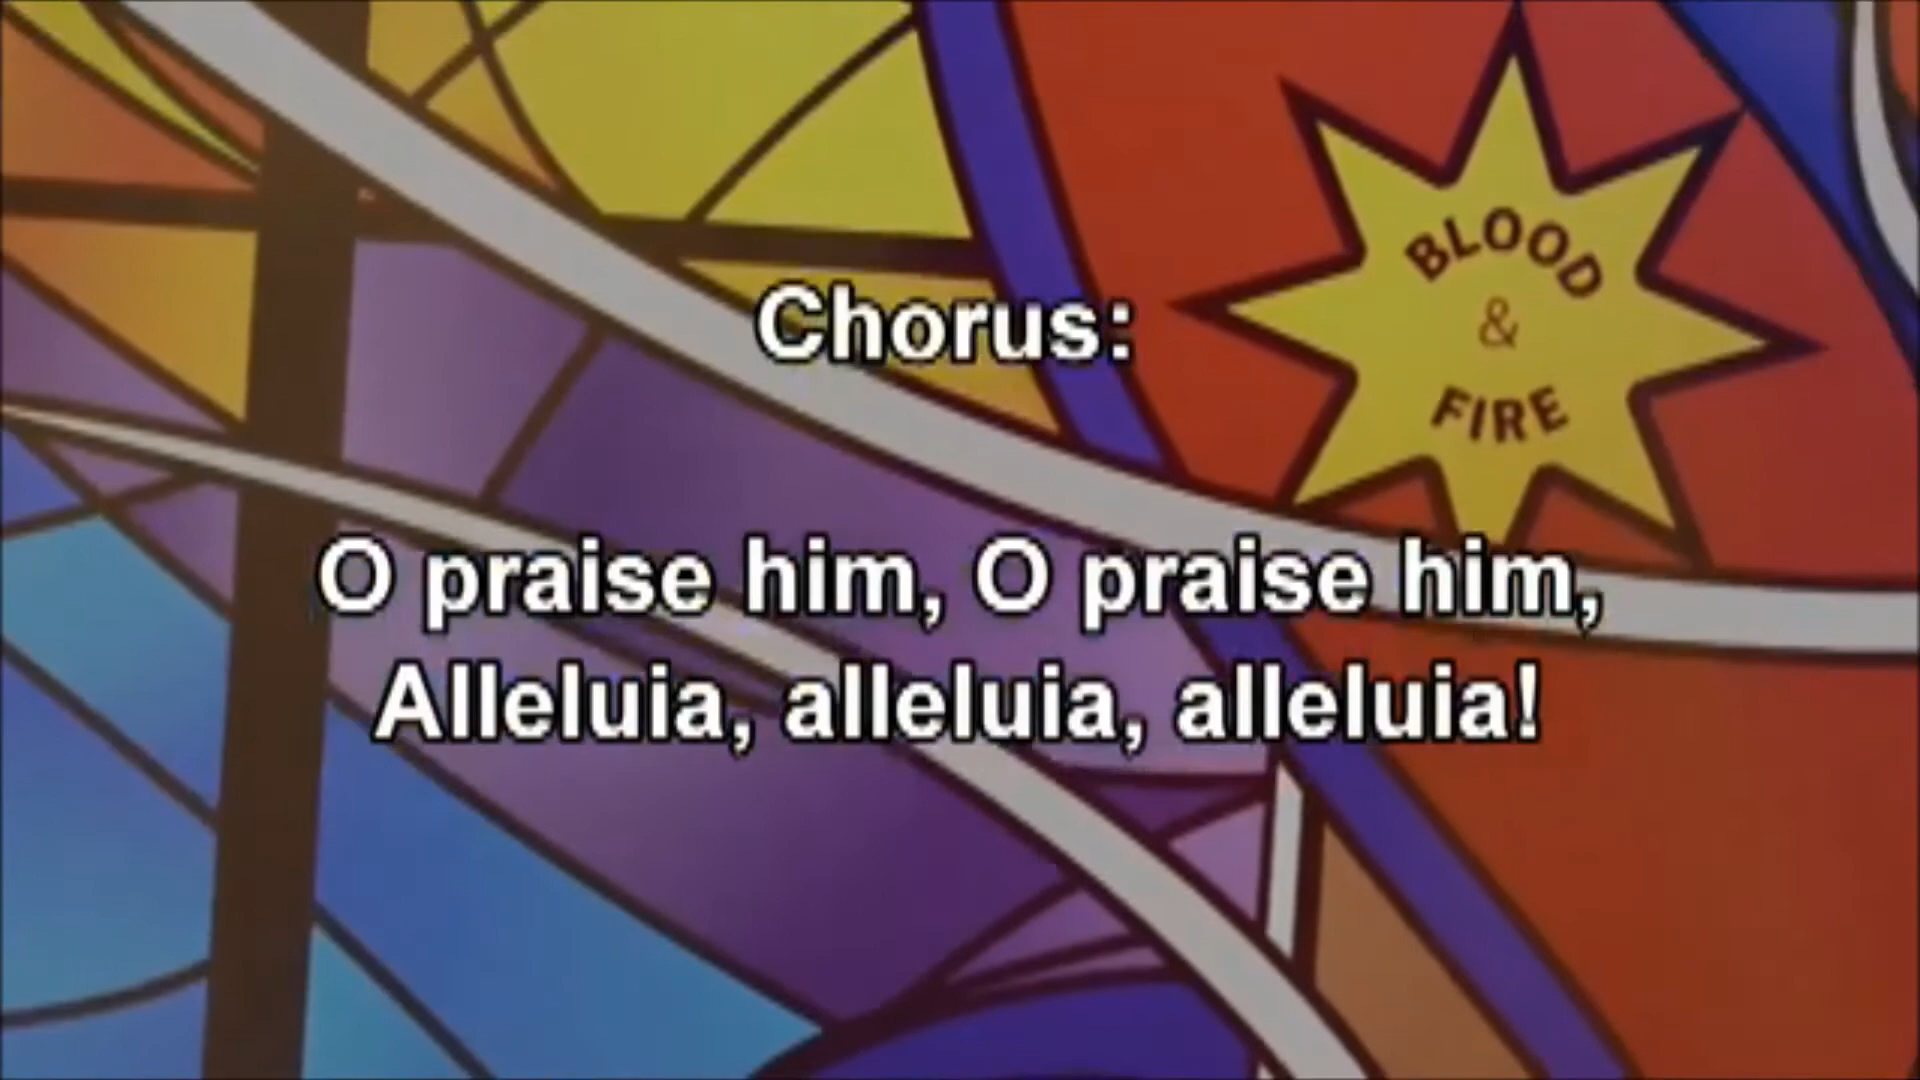 BLOOD
&
FIRE
Chorus:
O praise him, O praise him,
Alleluia, alleluia, alleluia!